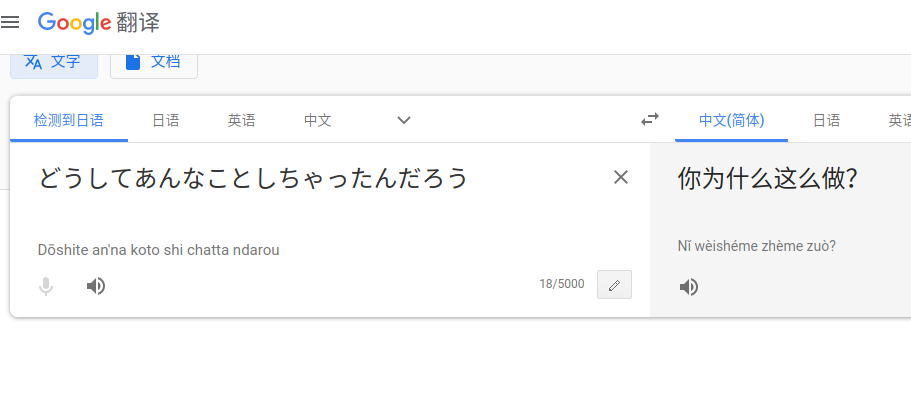 Google 翻译
文字 文档
检测到日语 日语 英语 中文 中文(简体) 日语 英语
どうしてあんなことしちゃったんだろう
你为什么这么做?
Dōshite an'na koto shi chatta ndarou
Nǐ wèishéme zhème zuò?
18/5000